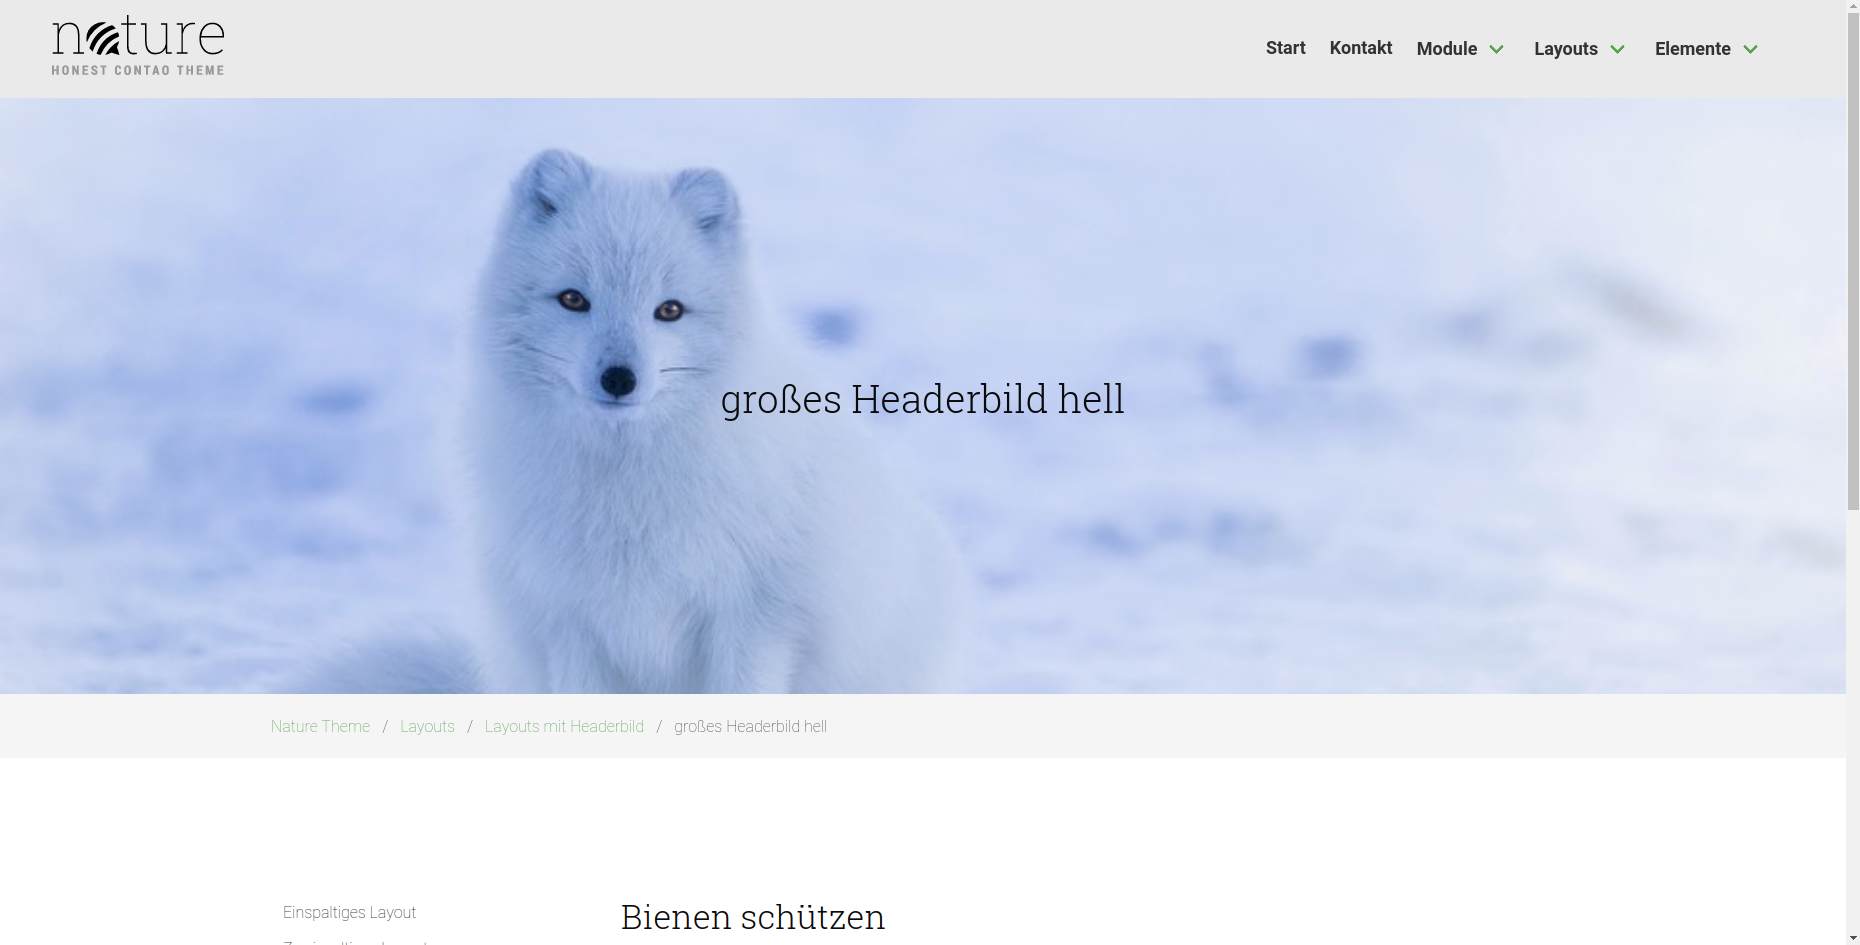 nature
HONEST CONTAO THEME
Start Kontakt Module Layouts Elemente
großes Headerbild hell
Nature Theme / Layouts / Layouts mit Headerbild / großes Headerbild hell
Einspaltiges Layout
Bienen schützen